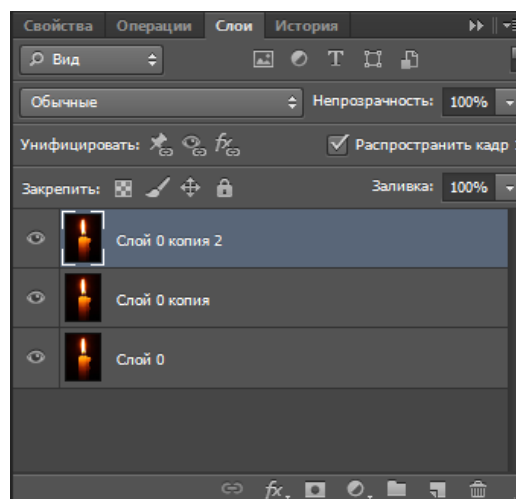 Свойства Операции Слои История
Вид
Обычные Непрозрачность: 100%
Унифицировать: Распространить кадр
Закрепить: Заливка: 100%
Слой 0 копия 2
Слой 0 копия
Слой 0
fx